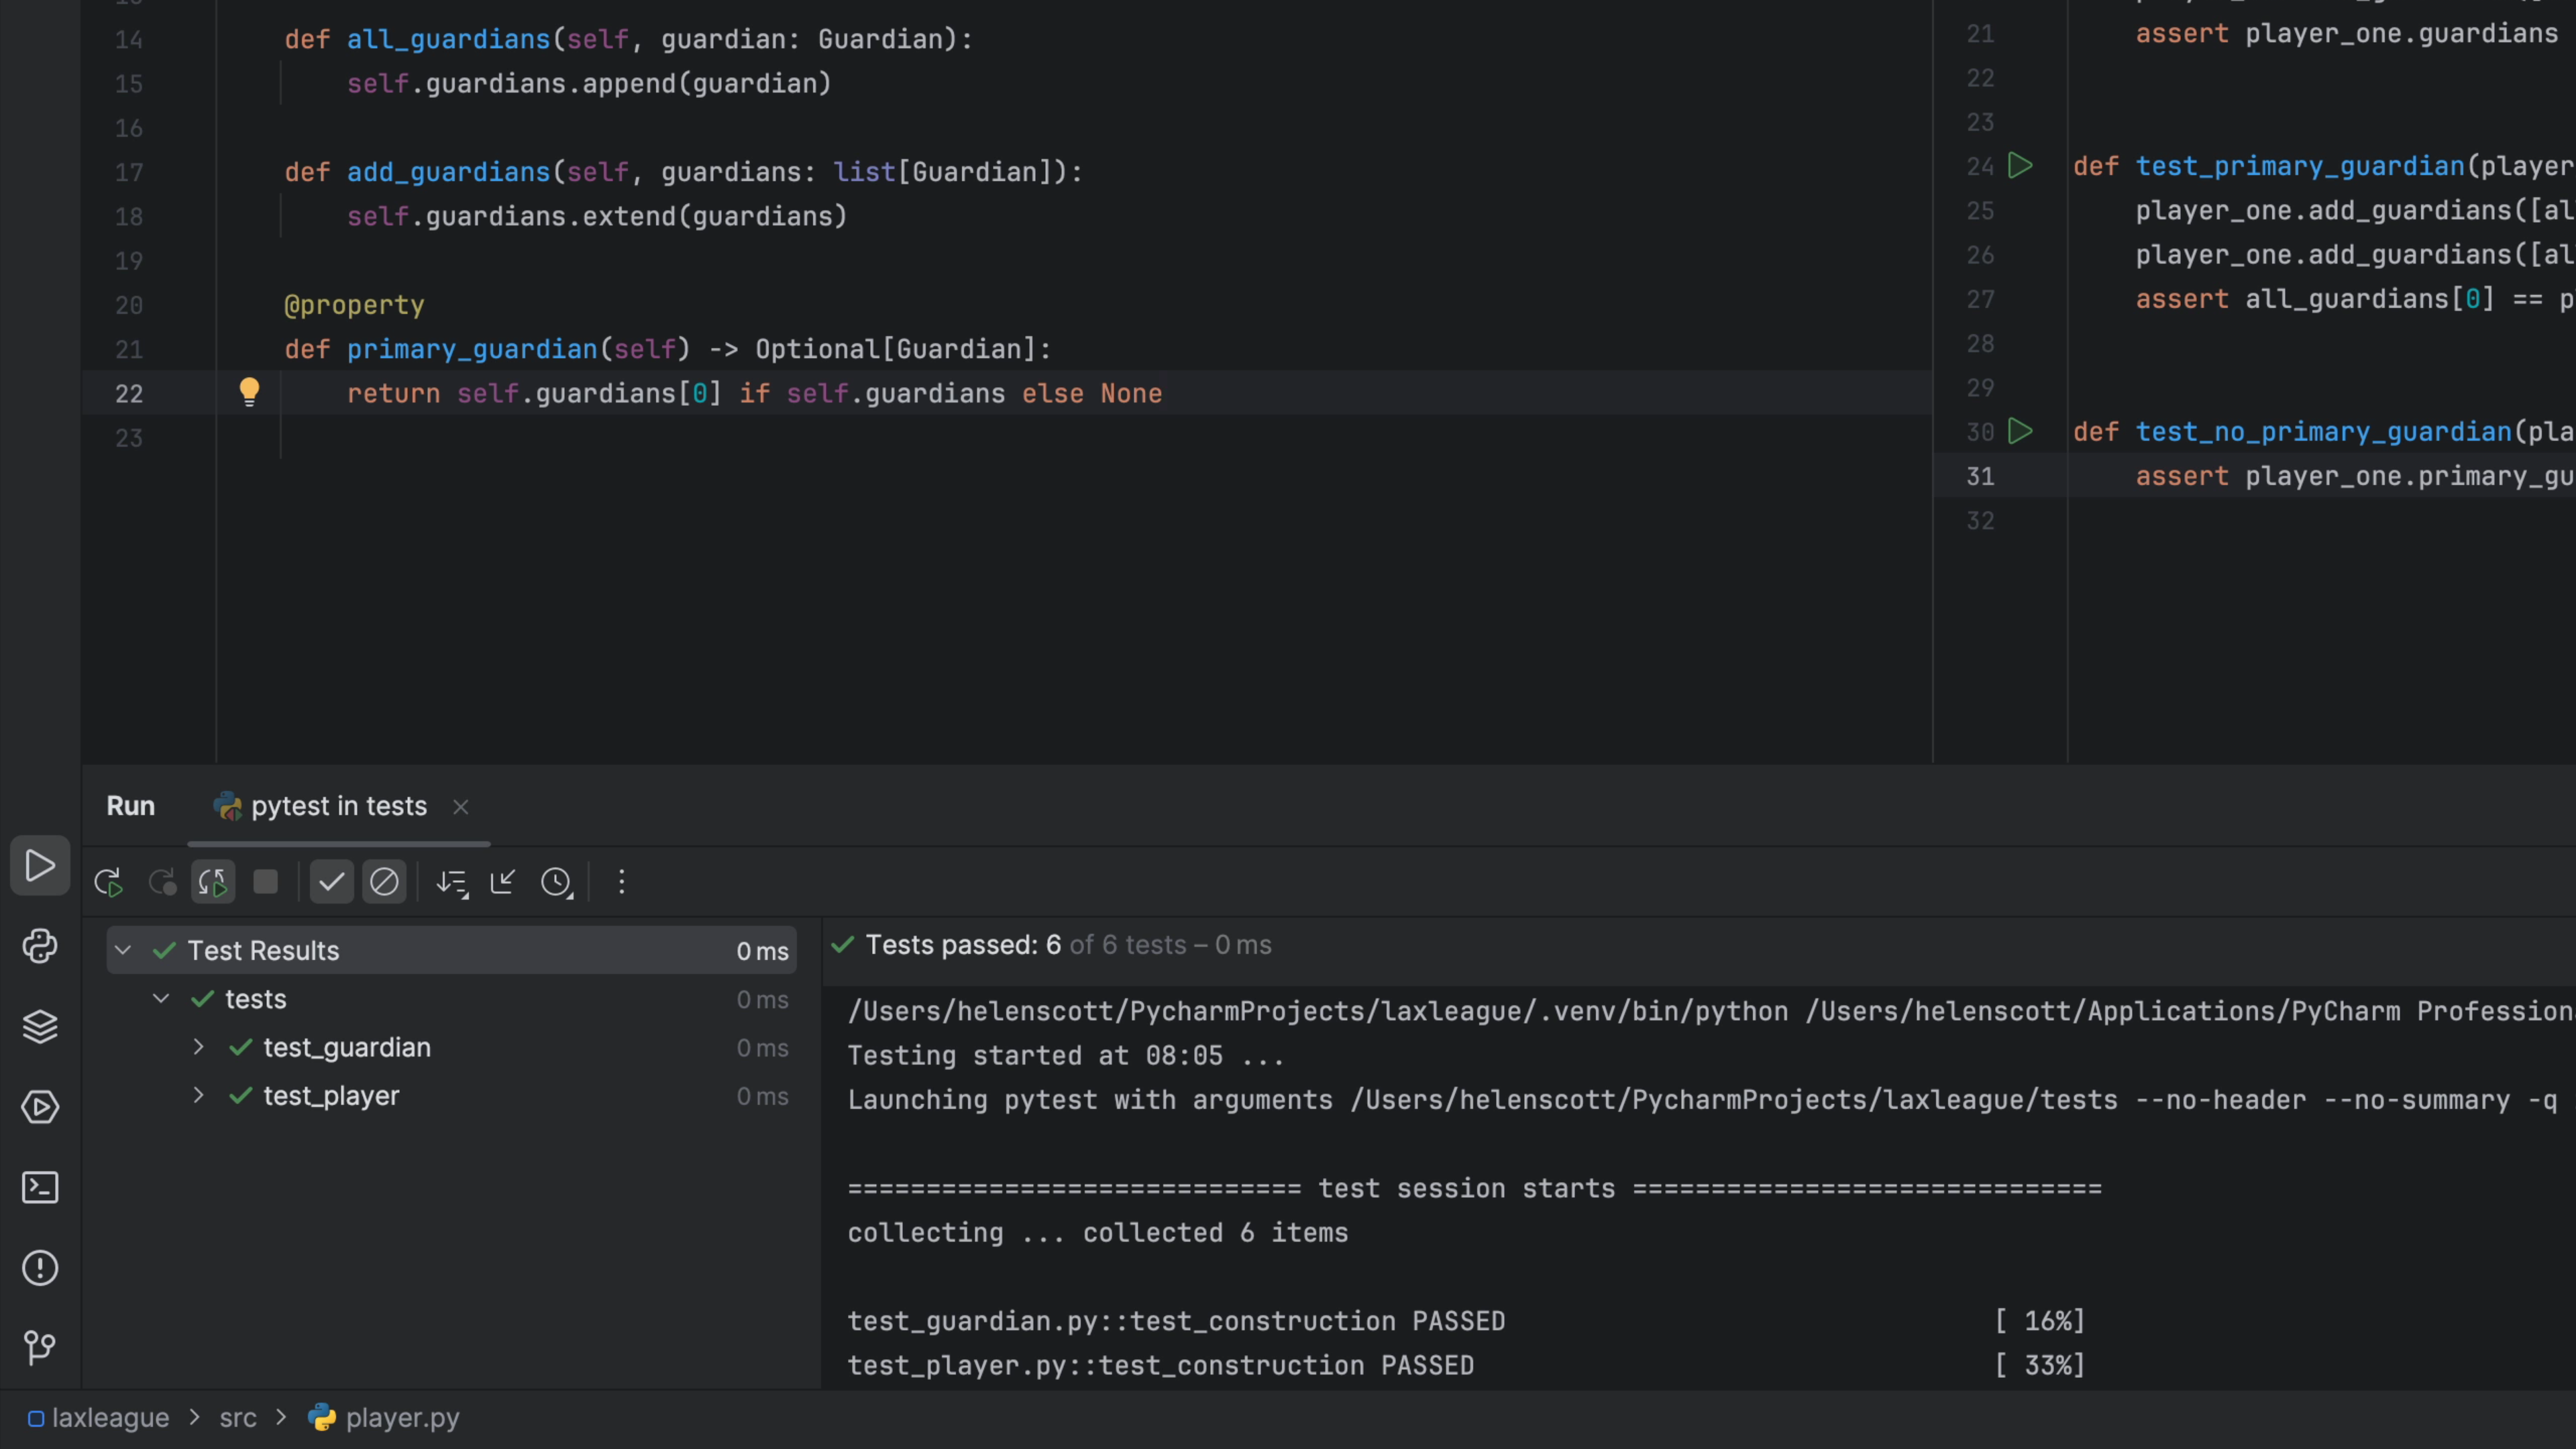 14 def all_guardians(self, guardian: Guardian):
15 self.guardians.append(guardian)
16
17 def add_guardians(self, guardians: list[Guardian]):
18 self.guardians.extend(guardians)
19
20 @property
21 def primary_guardian(self) -> Optional[Guardian]:
22 return self.guardians[0] if self.guardians else None
23
21 assert player_one.guardians
22
23
24 def test_primary_guardian(player
25 player_one.add_guardians([al
26 player_one.add_guardians([al
27 assert all_guardians[0] == p
28
29
30 def test_no_primary_guardian(pla
31 assert player_one.primary_gu
32
Run pytest in tests
Test Results 0 ms
tests 0 ms
test_guardian 0 ms
test_player 0 ms
Tests passed: 6 of 6 tests – 0 ms
/Users/helenscott/PycharmProjects/laxleague/.venv/bin/python /Users/helenscott/Applications/PyCharm Profession
Testing started at 08:05 ...
Launching pytest with arguments /Users/helenscott/PycharmProjects/laxleague/tests --no-header --no-summary -q
============================= test session starts ==============================
collecting ... collected 6 items
test_guardian.py::test_construction PASSED [ 16%]
test_player.py::test_construction PASSED [ 33%]
laxleague > src > player.py